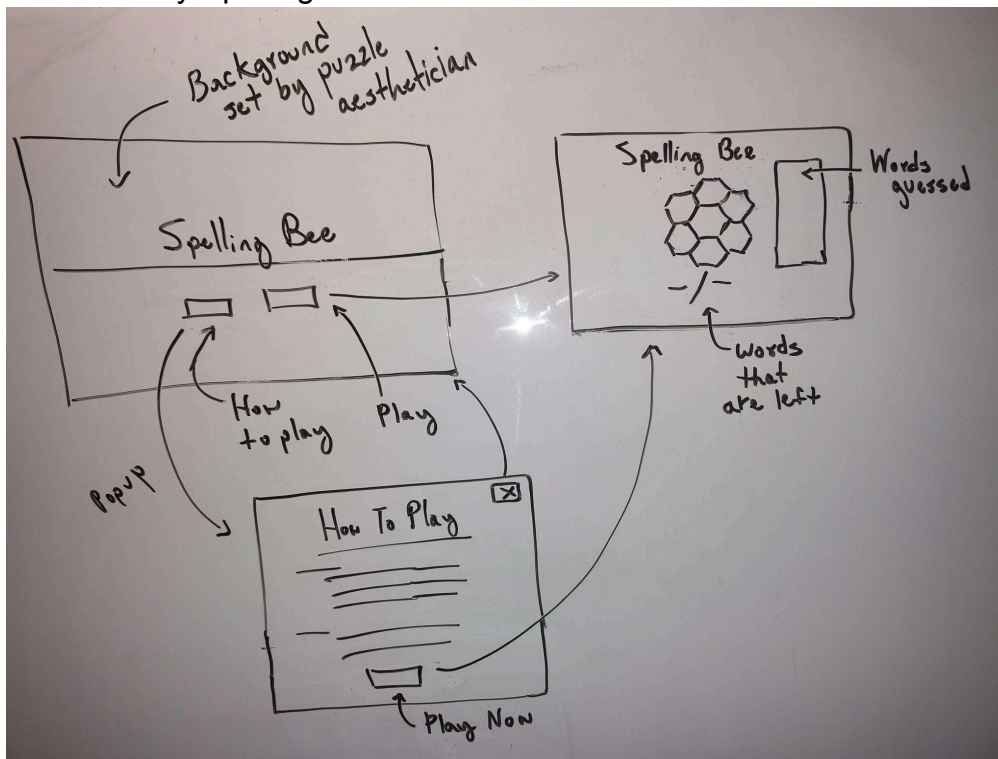 Background
set by puzzle
aesthetician
Spelling Bee
How
to play
Play
Popup
Spelling Bee
Words
guessed
-/-
words
that
are left
How To Play
X
Play Now